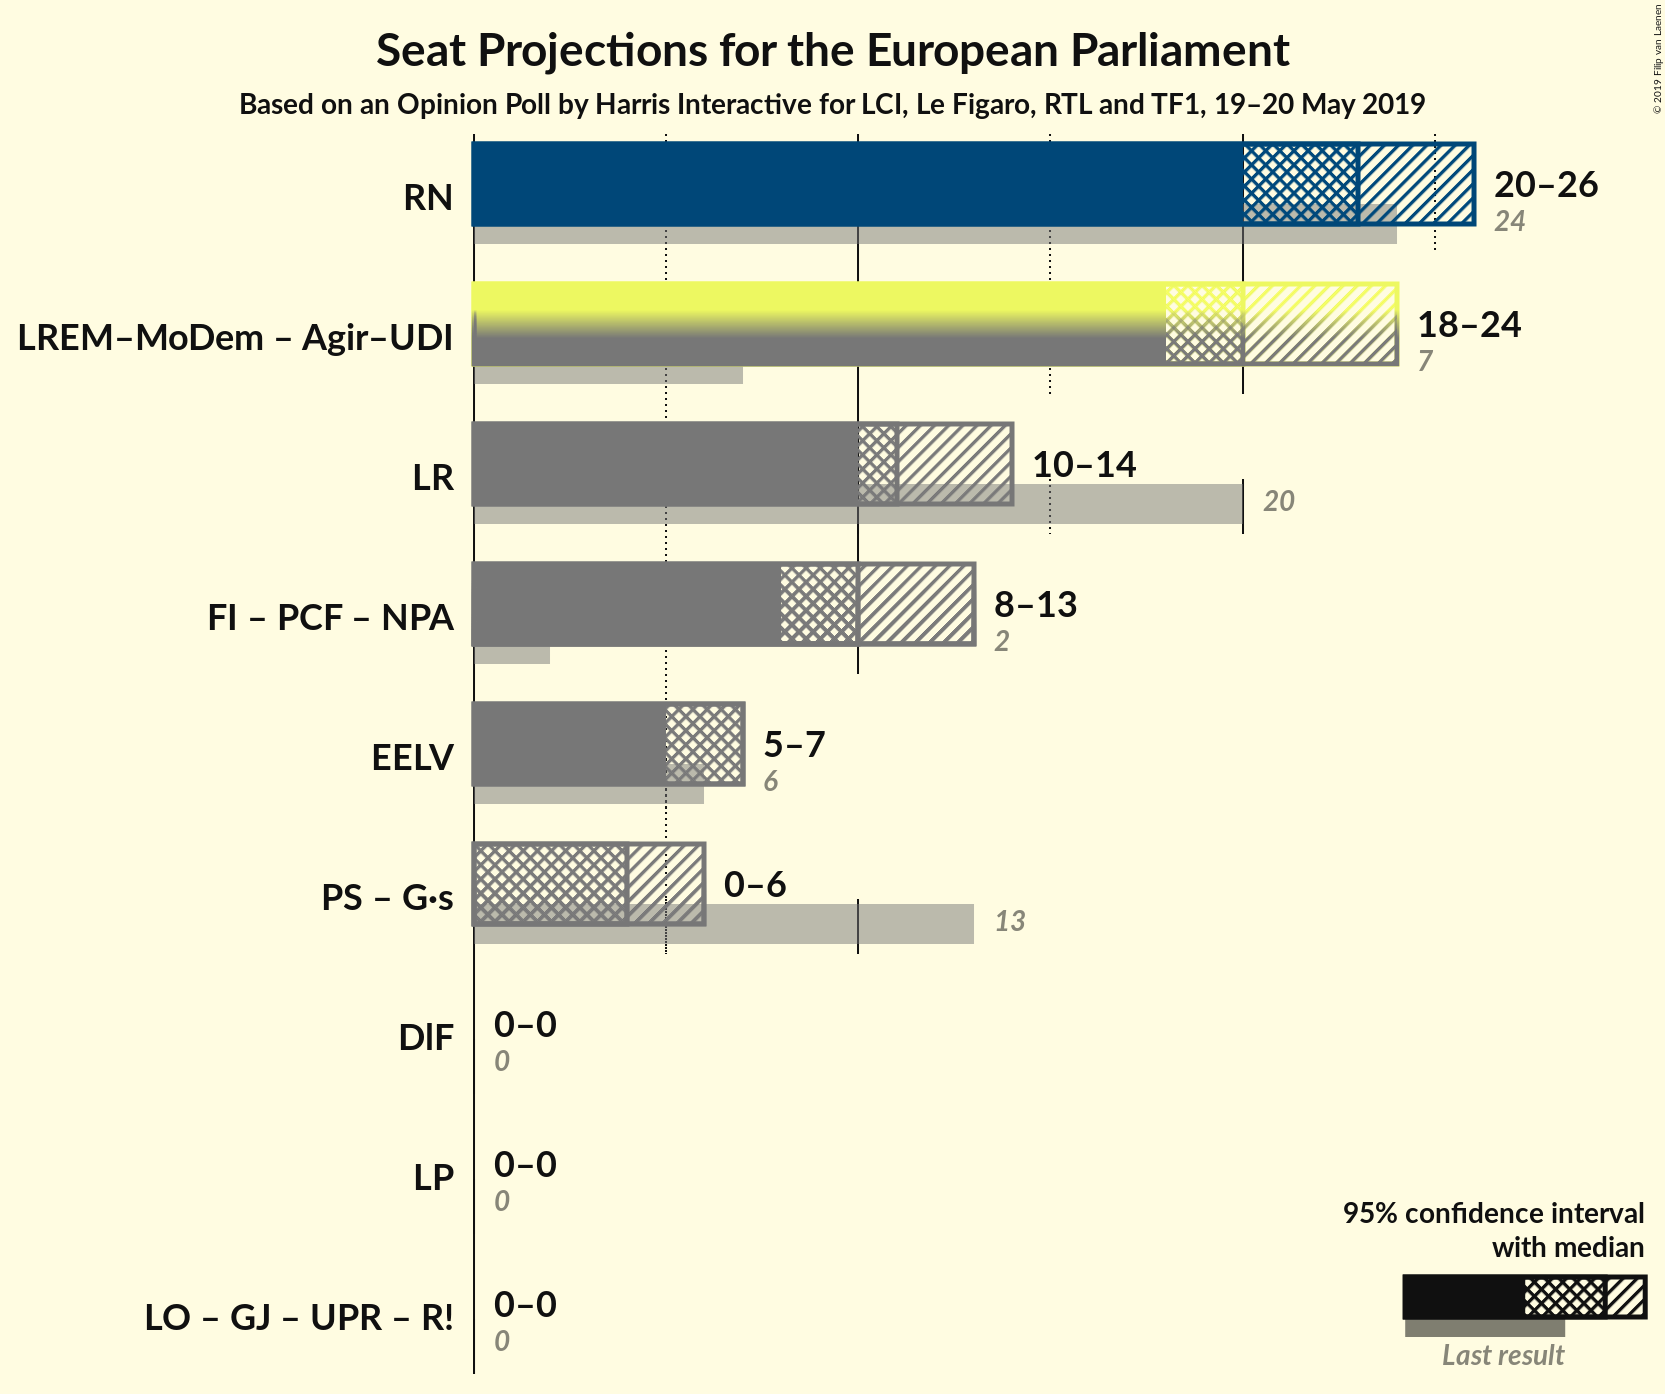 Seat Projections for the European Parliament
Based on an Opinion Poll by Harris Interactive for LCI, Le Figaro, RTL and TF1, 19–20 May 2019
© 2019 Filip van Laenen
RN
20–26
24
LREM–MoDem – Agir–UDI
18–24
7
LR
10–14
20
FI – PCF – NPA
8–13
2
EELV
5–7
6
PS – G·s
0–6
13
DlF
0–0
0
LP
0–0
0
LO – GJ – UPR – R!
0–0
0
95% confidence interval
with median
Last result